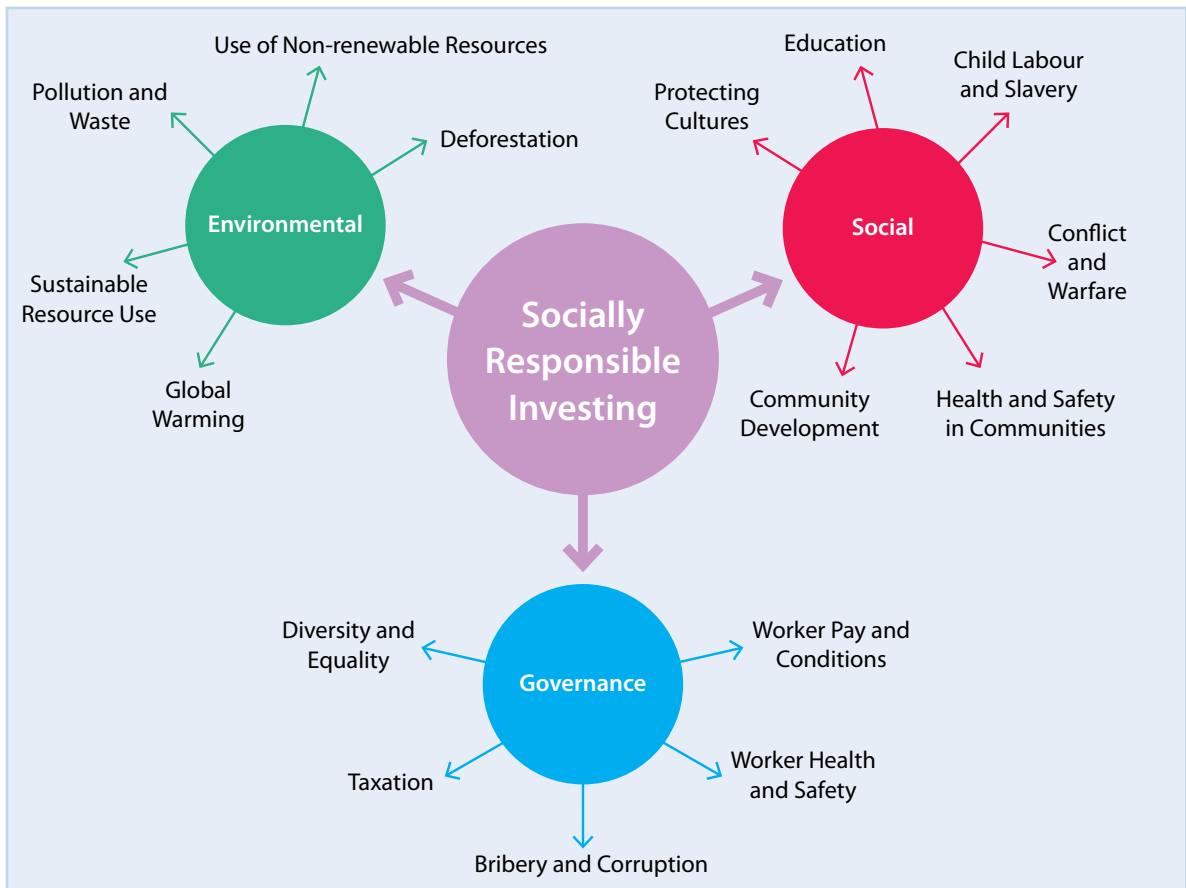 Use of Non-renewable Resources
Pollution and
Waste
Deforestation
Environmental
Sustainable
Resource Use
Global
Warming
Education
Child Labour
and Slavery
Protecting
Cultures
Social
Conflict
and
Warfare
Community
Development
Health and Safety
in Communities
Socially
Responsible
Investing
Diversity and
Equality
Worker Pay and
Conditions
Governance
Taxation
Worker Health
and Safety
Bribery and Corruption